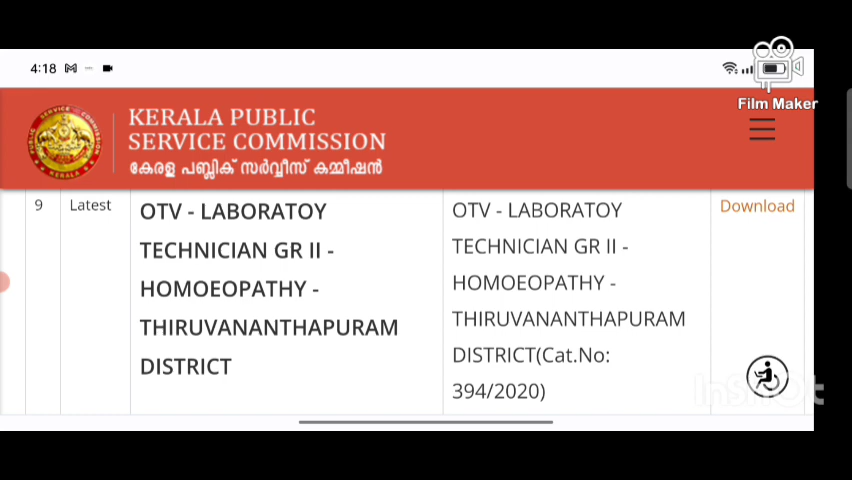 4:18
Film Maker
KERALA PUBLIC
SERVICE COMMISSION
കേരള പബ്ലിക് സർവ്വീസ് കമ്മീഷൻ
9
Latest
OTV - LABORATOY
TECHNICIAN GR II -
HOMOEOPATHY -
THIRUVANANTHAPURAM
DISTRICT
OTV - LABORATOY
TECHNICIAN GR II -
HOMOEOPATHY -
THIRUVANANTHAPURAM
DISTRICT(Cat.No:
394/2020)
Download
InShOt